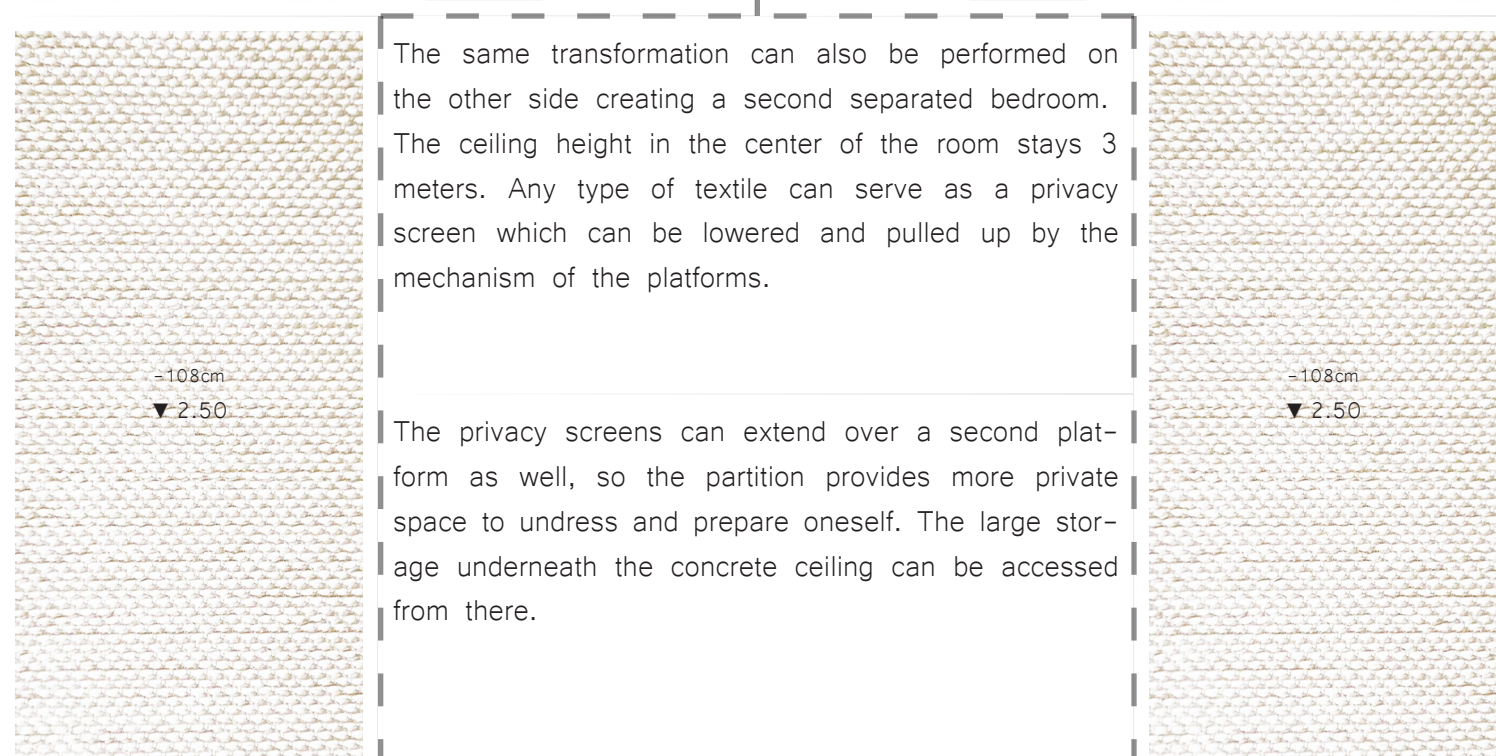 The same transformation can also be performed on
the other side creating a second separated bedroom.
The ceiling height in the center of the room stays 3
meters. Any type of textile can serve as a privacy
screen which can be lowered and pulled up by the
mechanism of the platforms.
-108cm
▼ 2.50
-108cm
▼ 2.50
The privacy screens can extend over a second plat-
form as well, so the partition provides more private
space to undress and prepare oneself. The large stor-
age underneath the concrete ceiling can be accessed
from there.